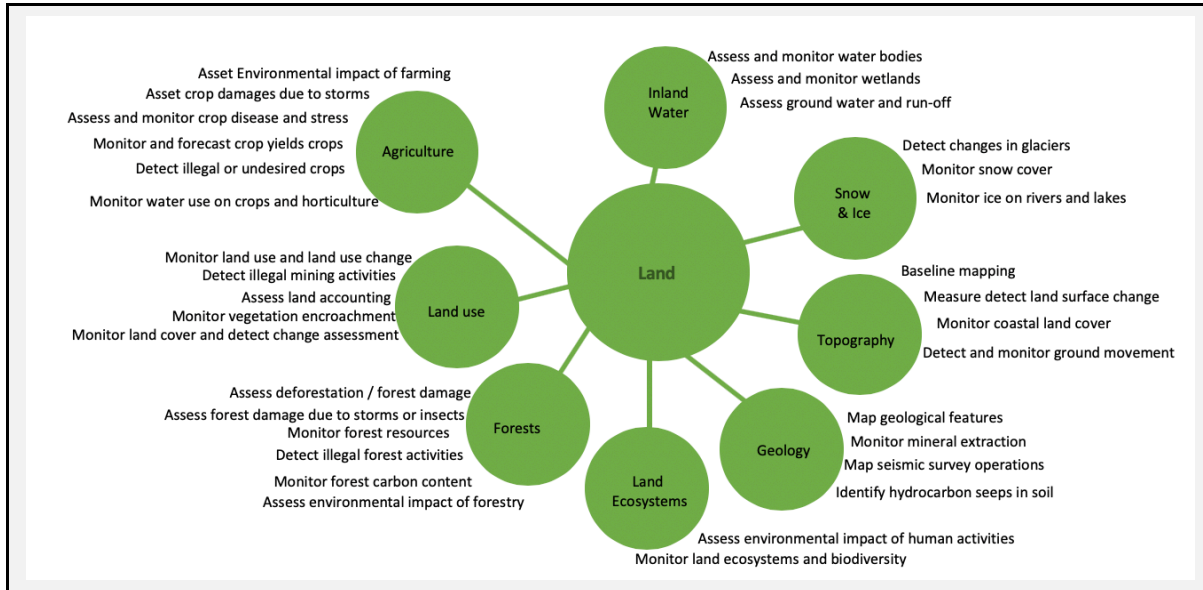 Asset Environmental impact of farming
Asset crop damages due to storms
Assess and monitor crop disease and stress
Monitor and forecast crop yields crops
Detect illegal or undesired crops
Monitor water use on crops and horticulture
Agriculture
Inland
Water
Assess and monitor water bodies
Assess and monitor wetlands
Assess ground water and run-off
Snow
& Ice
Detect changes in glaciers
Monitor snow cover
Monitor ice on rivers and lakes
Land
Monitor land use and land use change
Detect illegal mining activities
Assess land accounting
Monitor vegetation encroachment
Monitor land cover and detect change assessment
Land use
Topography
Baseline mapping
Measure detect land surface change
Monitor coastal land cover
Detect and monitor ground movement
Assess deforestation / forest damage
Assess forest damage due to storms or insects
Monitor forest resources
Detect illegal forest activities
Monitor forest carbon content
Assess environmental impact of forestry
Forests
Land
Ecosystems
Assess environmental impact of human activities
Monitor land ecosystems and biodiversity
Geology
Map geological features
Monitor mineral extraction
Map seismic survey operations
Identify hydrocarbon seeps in soil